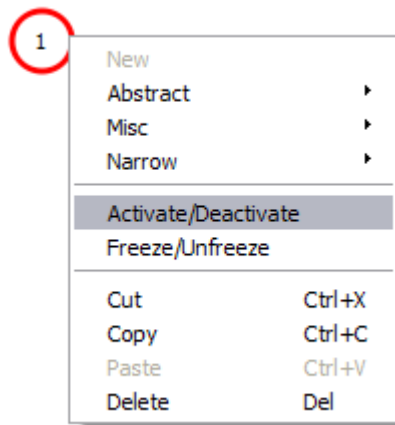 1
New
Abstract
Misc
Narrow
Activate/Deactivate
Freeze/Unfreeze
Cut Ctrl+X
Copy Ctrl+C
Paste Ctrl+V
Delete Del